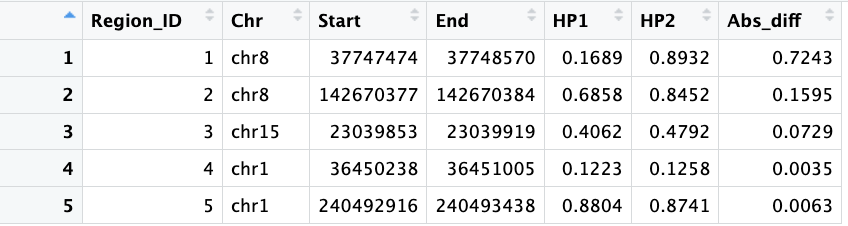 Region_ID Chr Start End HP1 HP2 Abs_diff
1 1 chr8 37747474 37748570 0.1689 0.8932 0.7243
2 2 chr8 142670377 142670384 0.6858 0.8452 0.1595
3 3 chr15 23039853 23039919 0.4062 0.4792 0.0729
4 4 chr1 36450238 36451005 0.1223 0.1258 0.0035
5 5 chr1 240492916 240493438 0.8804 0.8741 0.0063